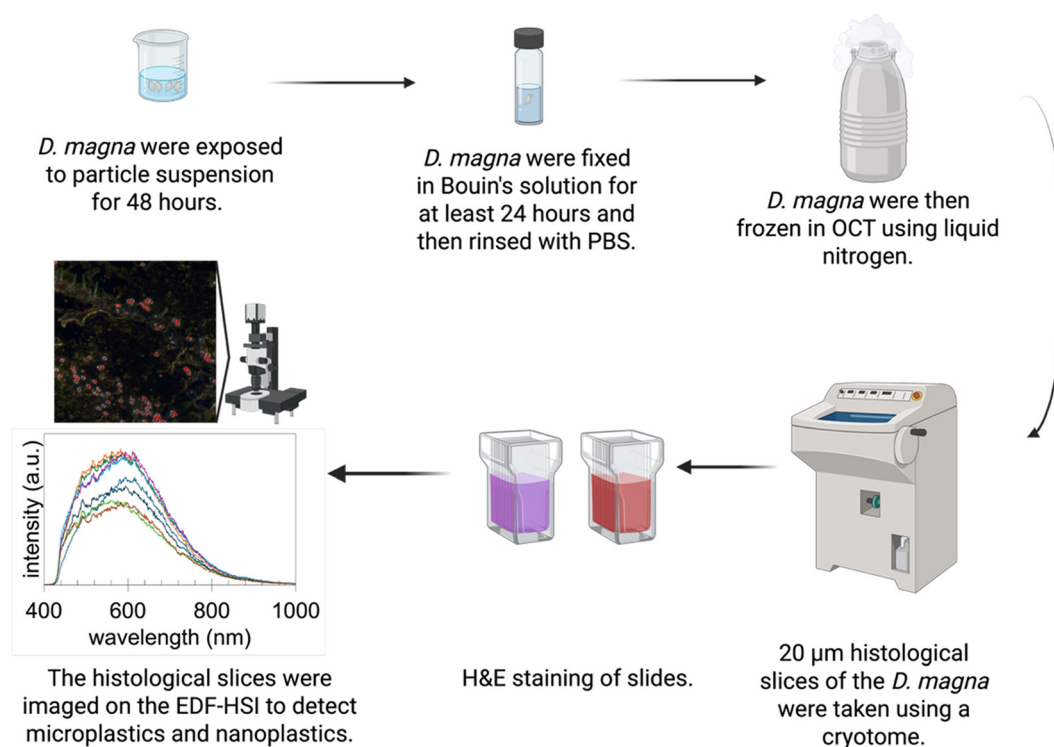 D. magna were exposed
to particle suspension
for 48 hours.
D. magna were fixed
in Bouin's solution for
at least 24 hours and
then rinsed with PBS.
D. magna were then
frozen in OCT using liquid
nitrogen.
20 µm histological
slices of the D. magna
were taken using a
cryotome.
H&E staining of slides.
intensity (a.u.)
400 600 800 1000
wavelength (nm)
The histological slices were
imaged on the EDF-HSI to detect
microplastics and nanoplastics.